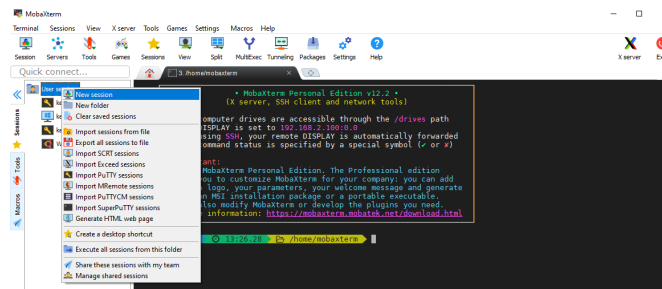 MobaXterm
Terminal Sessions View X server Tools Games Settings Macros Help
Session Servers Tools Games Sessions View Split MultiExec Tunneling Packages Settings Help
X server
Quick connect...
3. /home/mobaxterm
User
New session
New folder
Clear saved sessions
Import sessions from file
Export all sessions to file
Import SCRT sessions
Import Exceed sessions
Import PuTTY sessions
Import MRemote sessions
Import PuTTYCM sessions
Import SuperPuTTY sessions
Generate HTML web page
Create a desktop shortcut
Execute all sessions from this folder
Share these sessions with my team
Manage shared sessions
Sessions
Tools
Macros
• MobaXterm Personal Edition v12.2 •
(X server, SSH client and network tools)
omputer drives are accessible through the /drives path
DISPLAY is set to 192.168.2.100:0.0
using SSH, your remote DISPLAY is automatically forwarded
ommand status is specified by a special symbol (✓ or ✗)
tant:
MobaXterm Personal Edition. The Professional edition
you to customize MobaXterm for your company: you can add
logo, your parameters, your welcome message and generate
n MSI installation package or a portable executable.
lso modify MobaXterm or develop the plugins you need.
information: https://mobaxterm.mobatek.net/download.html
13:26.28 /home/mobaxterm